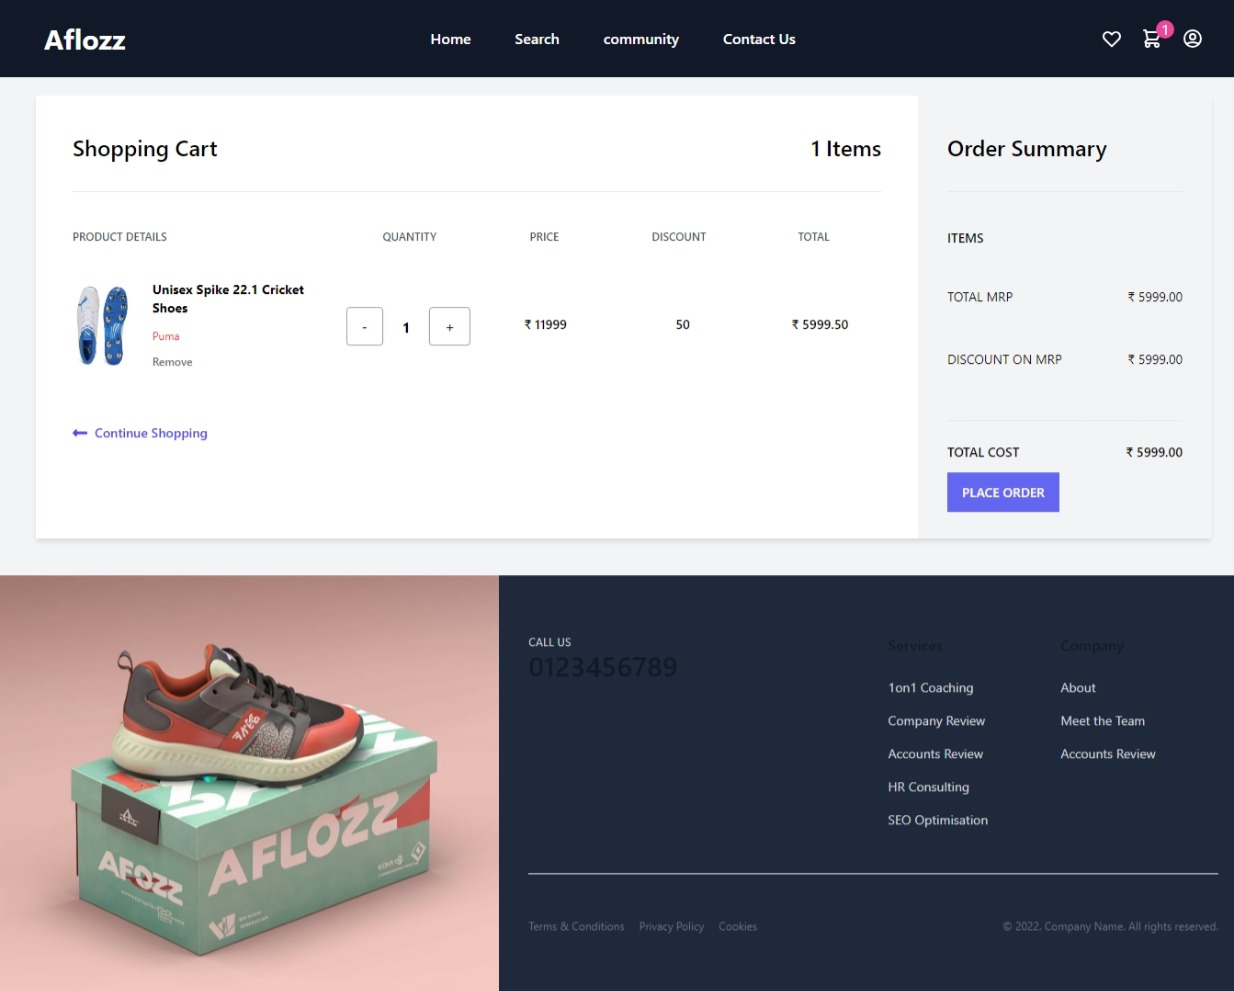 Aflozz
Home Search community Contact Us
1
Shopping Cart 1 Items
PRODUCT DETAILS QUANTITY PRICE DISCOUNT TOTAL
Unisex Spike 22.1 Cricket
Shoes
Puma
Remove
- 1 + ₹ 11999 50 ₹ 5999.50
Continue Shopping
Order Summary
ITEMS
TOTAL MRP ₹ 5999.00
DISCOUNT ON MRP ₹ 5999.00
TOTAL COST ₹ 5999.00
PLACE ORDER
AFLOZZ
AFOZZ
CALL US
0123456789
Services
1on1 Coaching
Company Review
Accounts Review
HR Consulting
SEO Optimisation
Company
About
Meet the Team
Accounts Review
Terms & Conditions Privacy Policy Cookies
© 2022. Company Name. All rights reserved.